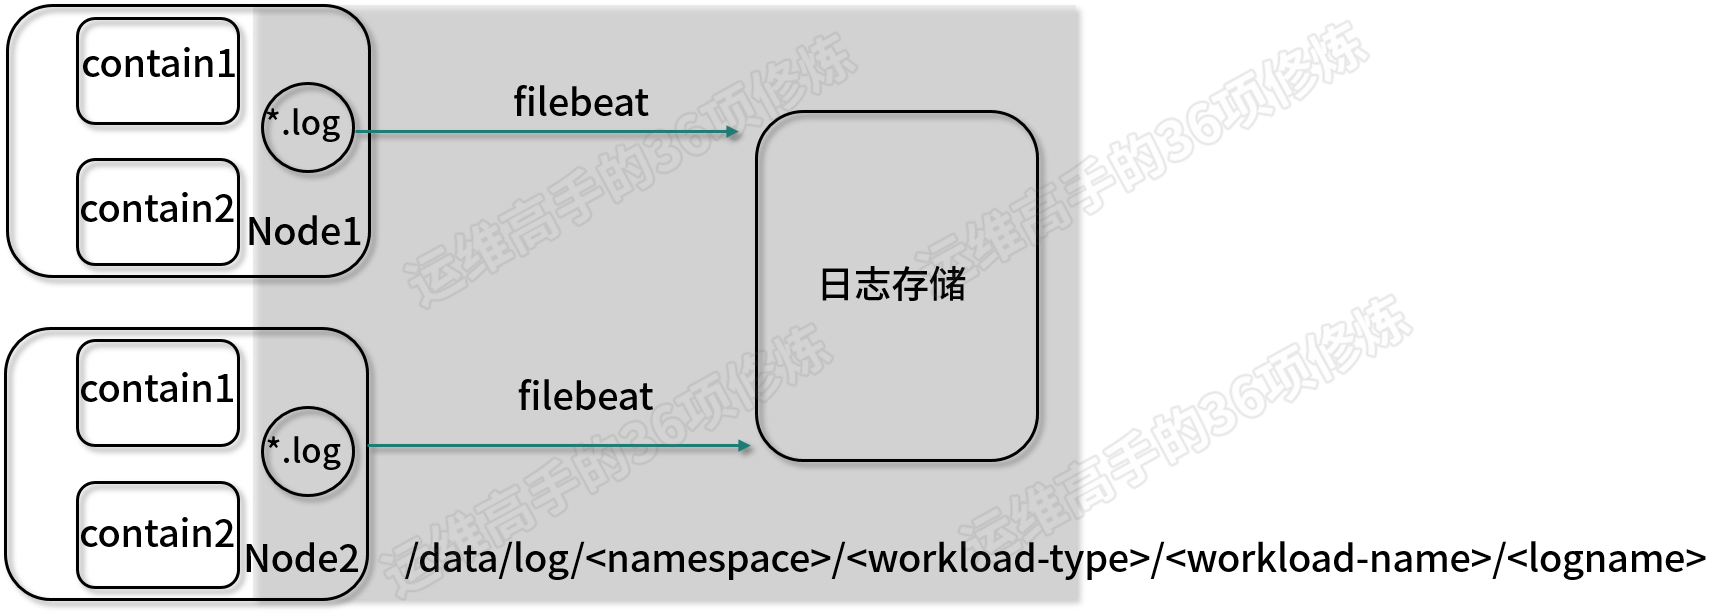 contain1
*.log
contain2
Node1
filebeat
日志存储
contain1
*.log
contain2
Node2
filebeat
/data/log/<namespace>/<workload-type>/<workload-name>/<logname>
运维高手的36项修炼
运维高手的36项修炼
运维高手的36项修炼
运维高手的36项修炼